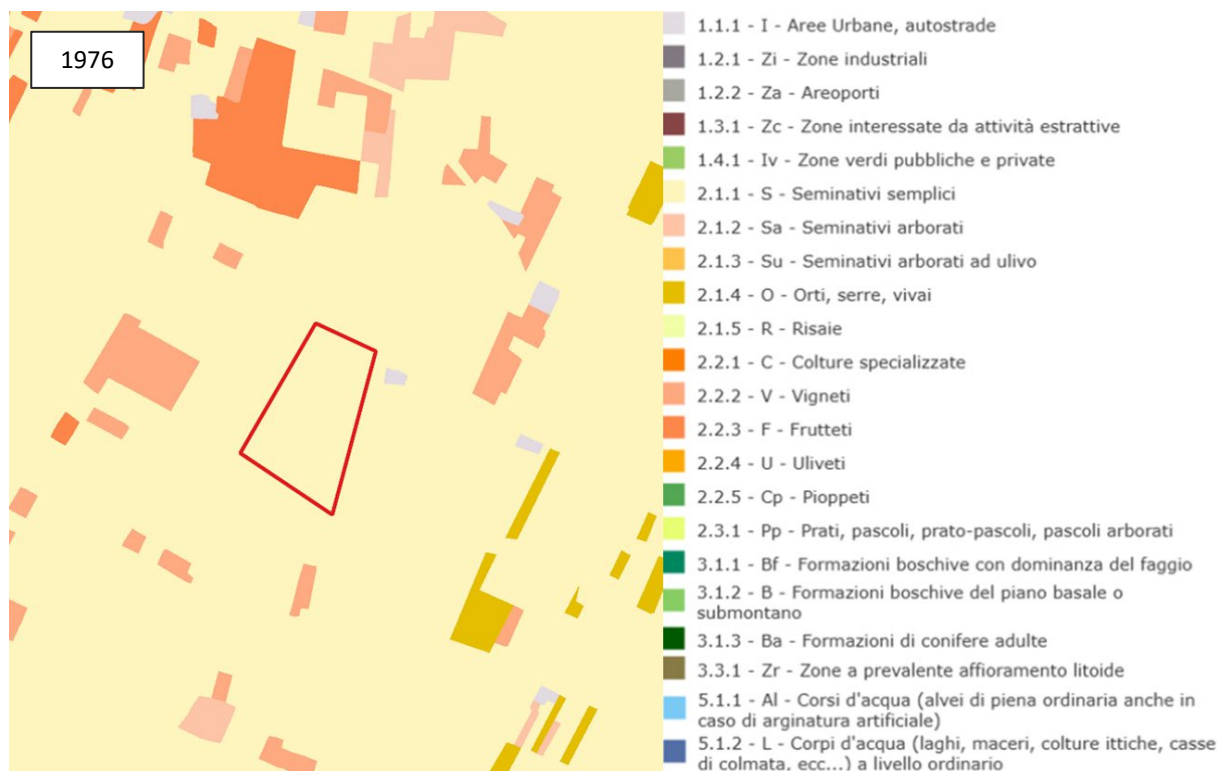 1976
1.1.1 - I - Aree Urbane, autostrade
1.2.1 - Zi - Zone industriali
1.2.2 - Za - Areoporti
1.3.1 - Zc - Zone interessate da attività estrattive
1.4.1 - Iv - Zone verdi pubbliche e private
2.1.1 - S - Seminativi semplici
2.1.2 - Sa - Seminativi arborati
2.1.3 - Su - Seminativi arborati ad ulivo
2.1.4 - O - Orti, serre, vivai
2.1.5 - R - Risaie
2.2.1 - C - Colture specializzate
2.2.2 - V - Vigneti
2.2.3 - F - Frutteti
2.2.4 - U - Uliveti
2.2.5 - Cp - Pioppeti
2.3.1 - Pp - Prati, pascoli, prato-pascoli, pascoli arborati
3.1.1 - Bf - Formazioni boschive con dominanza del faggio
3.1.2 - B - Formazioni boschive del piano basale o
submontano
3.1.3 - Ba - Formazioni di conifere adulte
3.3.1 - Zr - Zone a prevalente affioramento litoide
5.1.1 - Al - Corsi d'acqua (alvei di piena ordinaria anche in
caso di arginatura artificiale)
5.1.2 - L - Corpi d'acqua (laghi, maceri, colture ittiche, casse
di colmata, ecc...) a livello ordinario